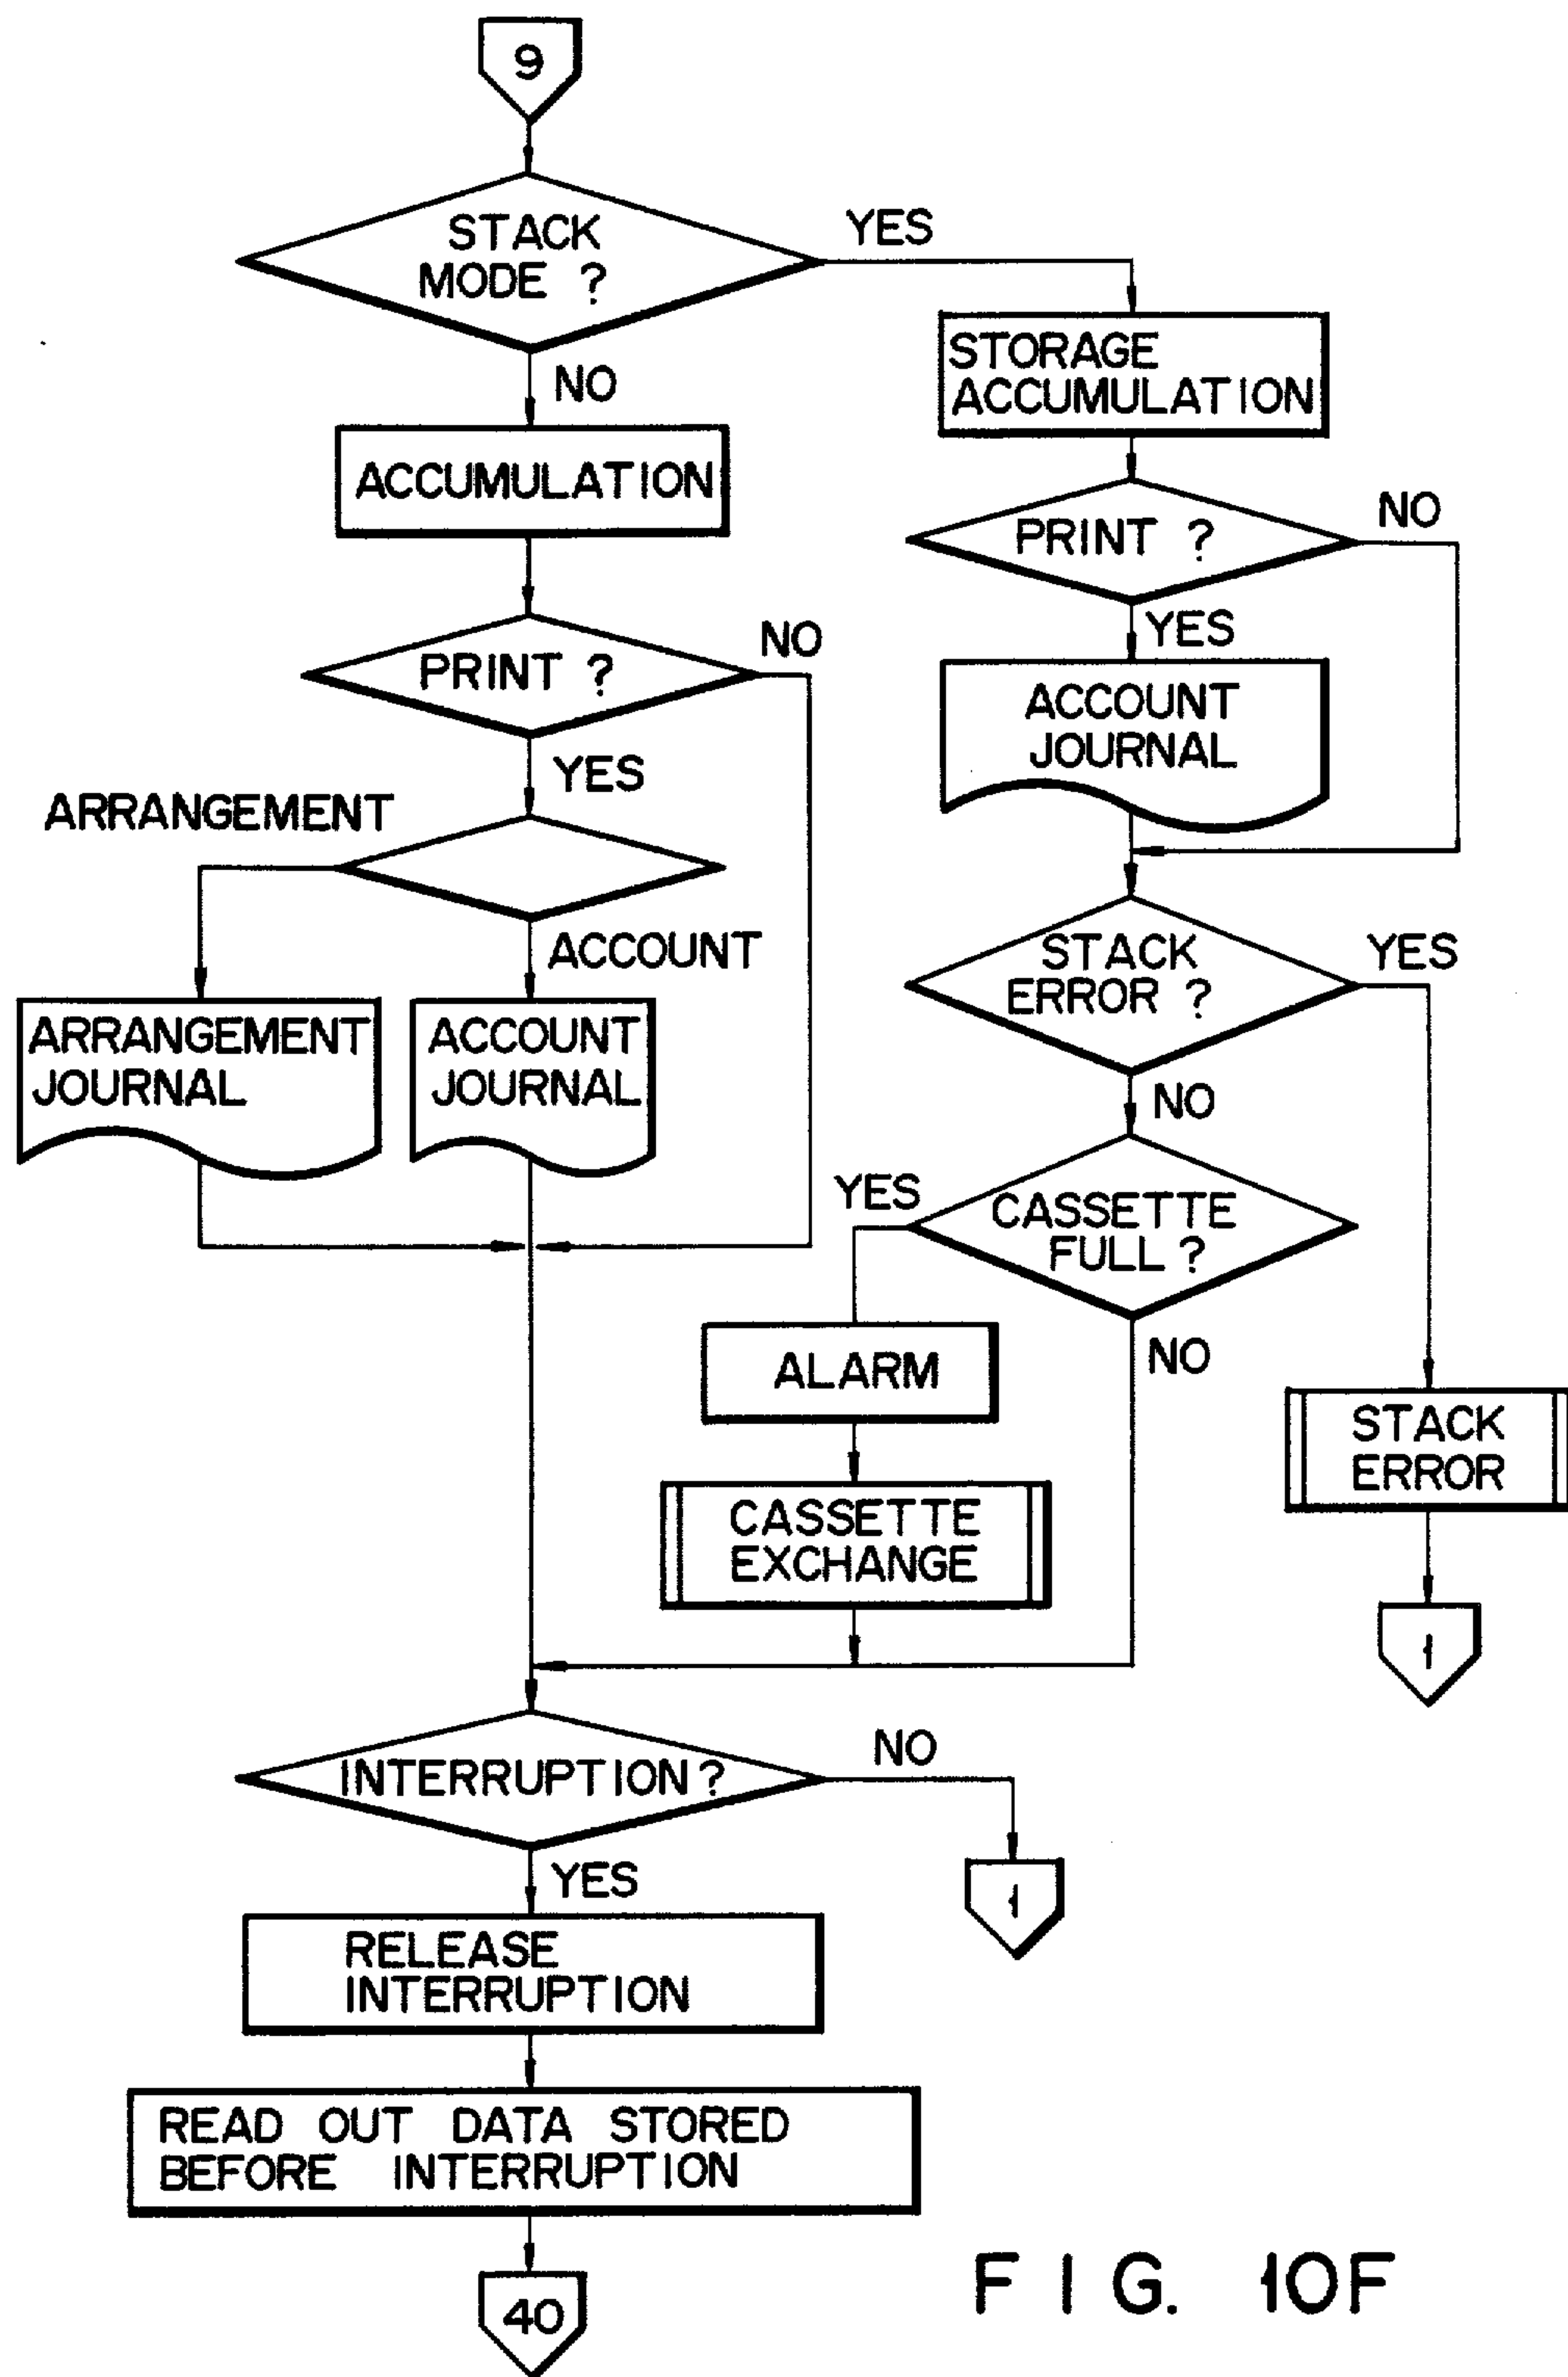 9
STACK
MODE ?
YES
NO
STORAGE
ACCUMULATION
ACCUMULATION
PRINT ?
NO
YES
ACCOUNT
JOURNAL
PRINT ?
NO
YES
ARRANGEMENT
ACCOUNT
ARRANGEMENT
JOURNAL
ACCOUNT
JOURNAL
STACK
ERROR ?
YES
NO
CASSETTE
FULL ?
YES
NO
ALARM
CASSETTE
EXCHANGE
STACK
ERROR
1
INTERRUPTION ?
NO
1
YES
RELEASE
INTERRUPTION
READ OUT DATA STORED
BEFORE INTERRUPTION
40
FIG. 10F